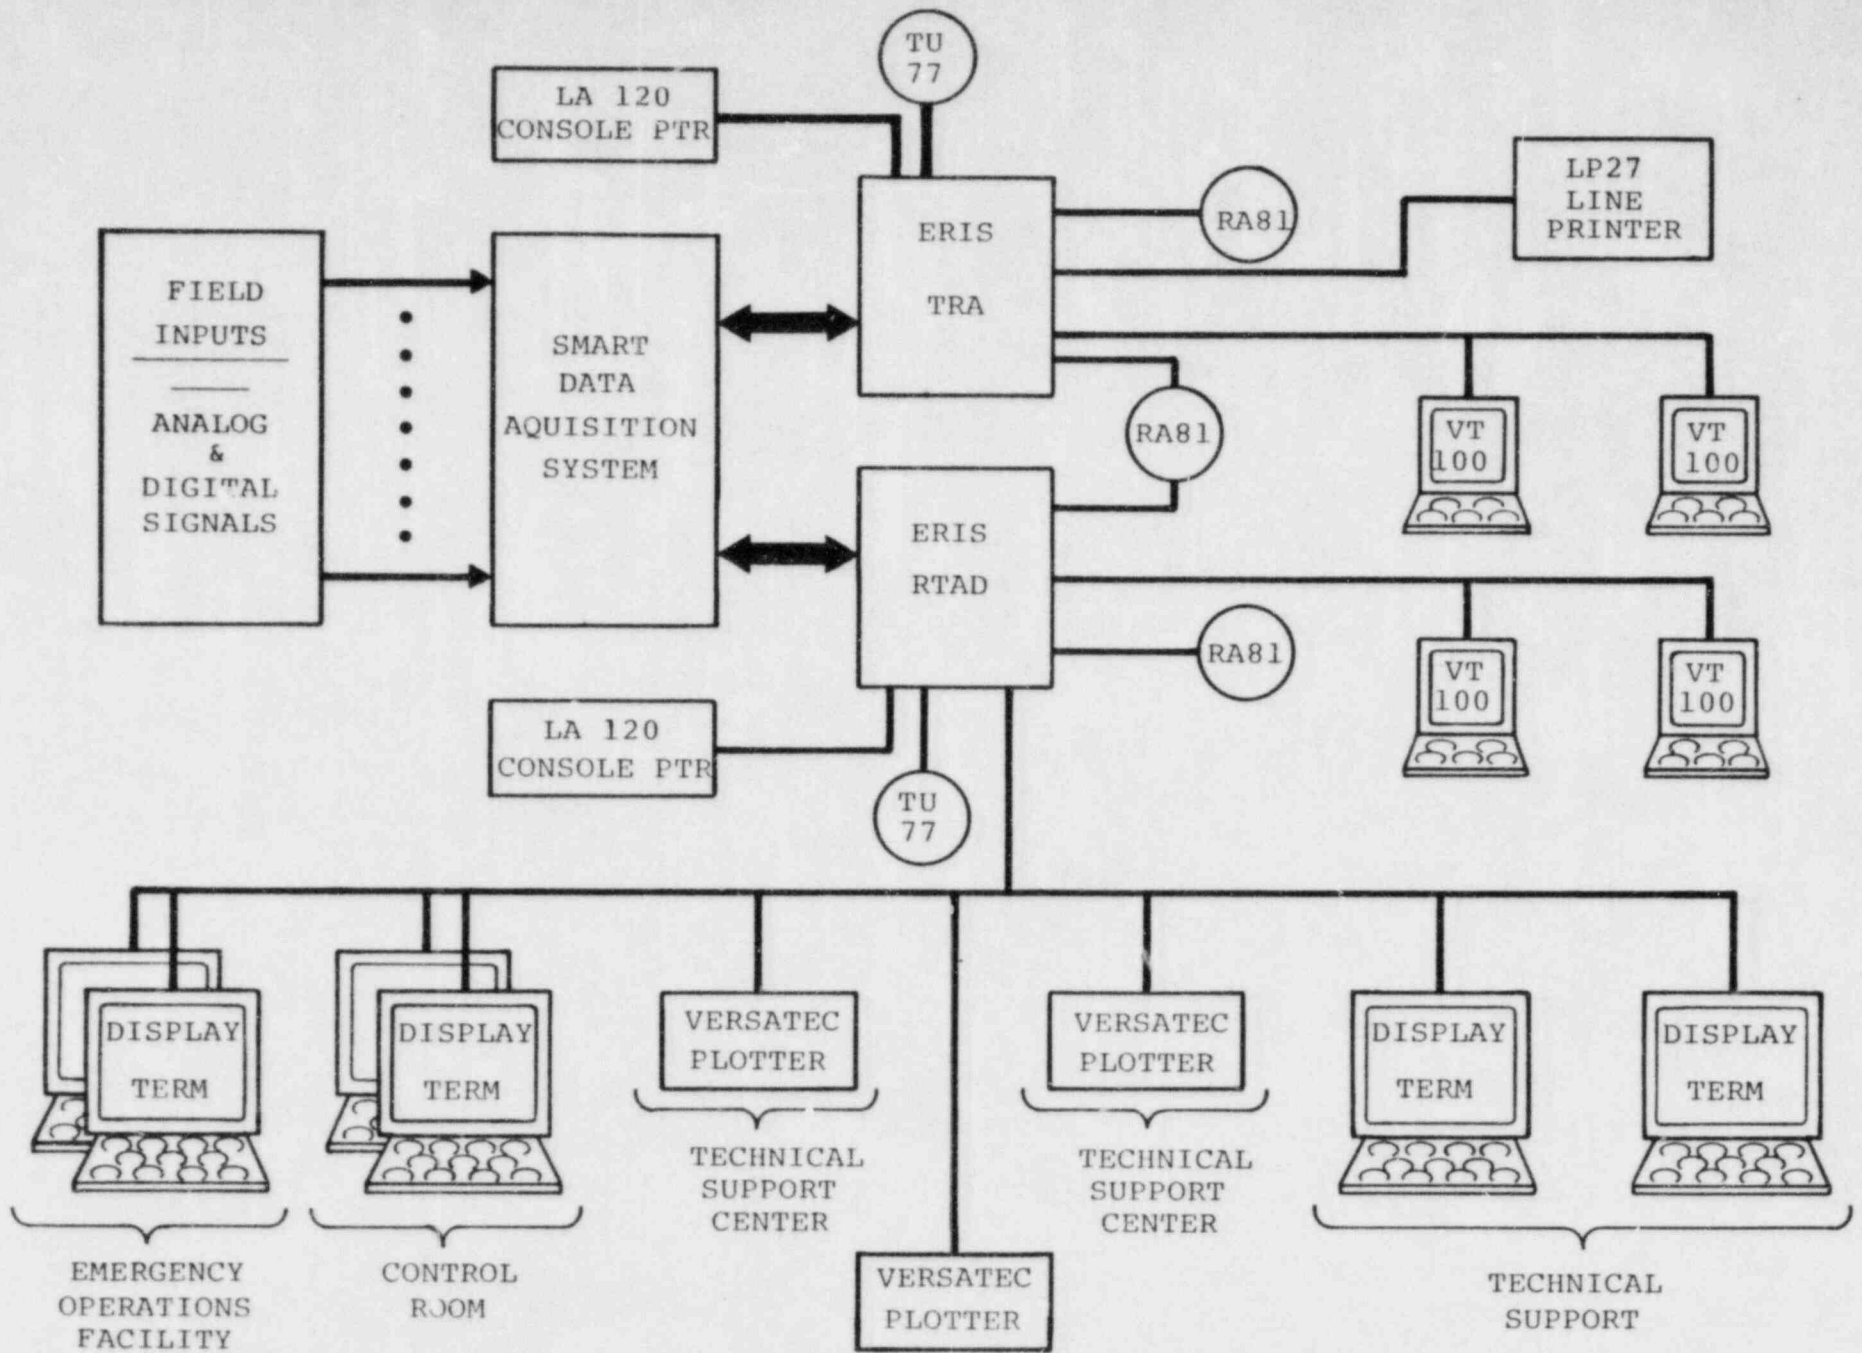 TU
77
LA 120
CONSOLE PTR
LP27
LINE
PRINTER
RA81
FIELD
INPUTS
ANALOG
&
DIGITAL
SIGNALS
SMART
DATA
AQUISITION
SYSTEM
ERIS
TRA
RA81
VT
100
VT
100
ERIS
RTAD
RA81
VT
100
VT
100
LA 120
CONSOLE PTR
TU
77
DISPLAY
TERM
EMERGENCY
OPERATIONS
FACILITY
DISPLAY
TERM
CONTROL
ROOM
VERSATEC
PLOTTER
TECHNICAL
SUPPORT
CENTER
VERSATEC
PLOTTER
VERSATEC
PLOTTER
TECHNICAL
SUPPORT
CENTER
DISPLAY
TERM
DISPLAY
TERM
TECHNICAL
SUPPORT